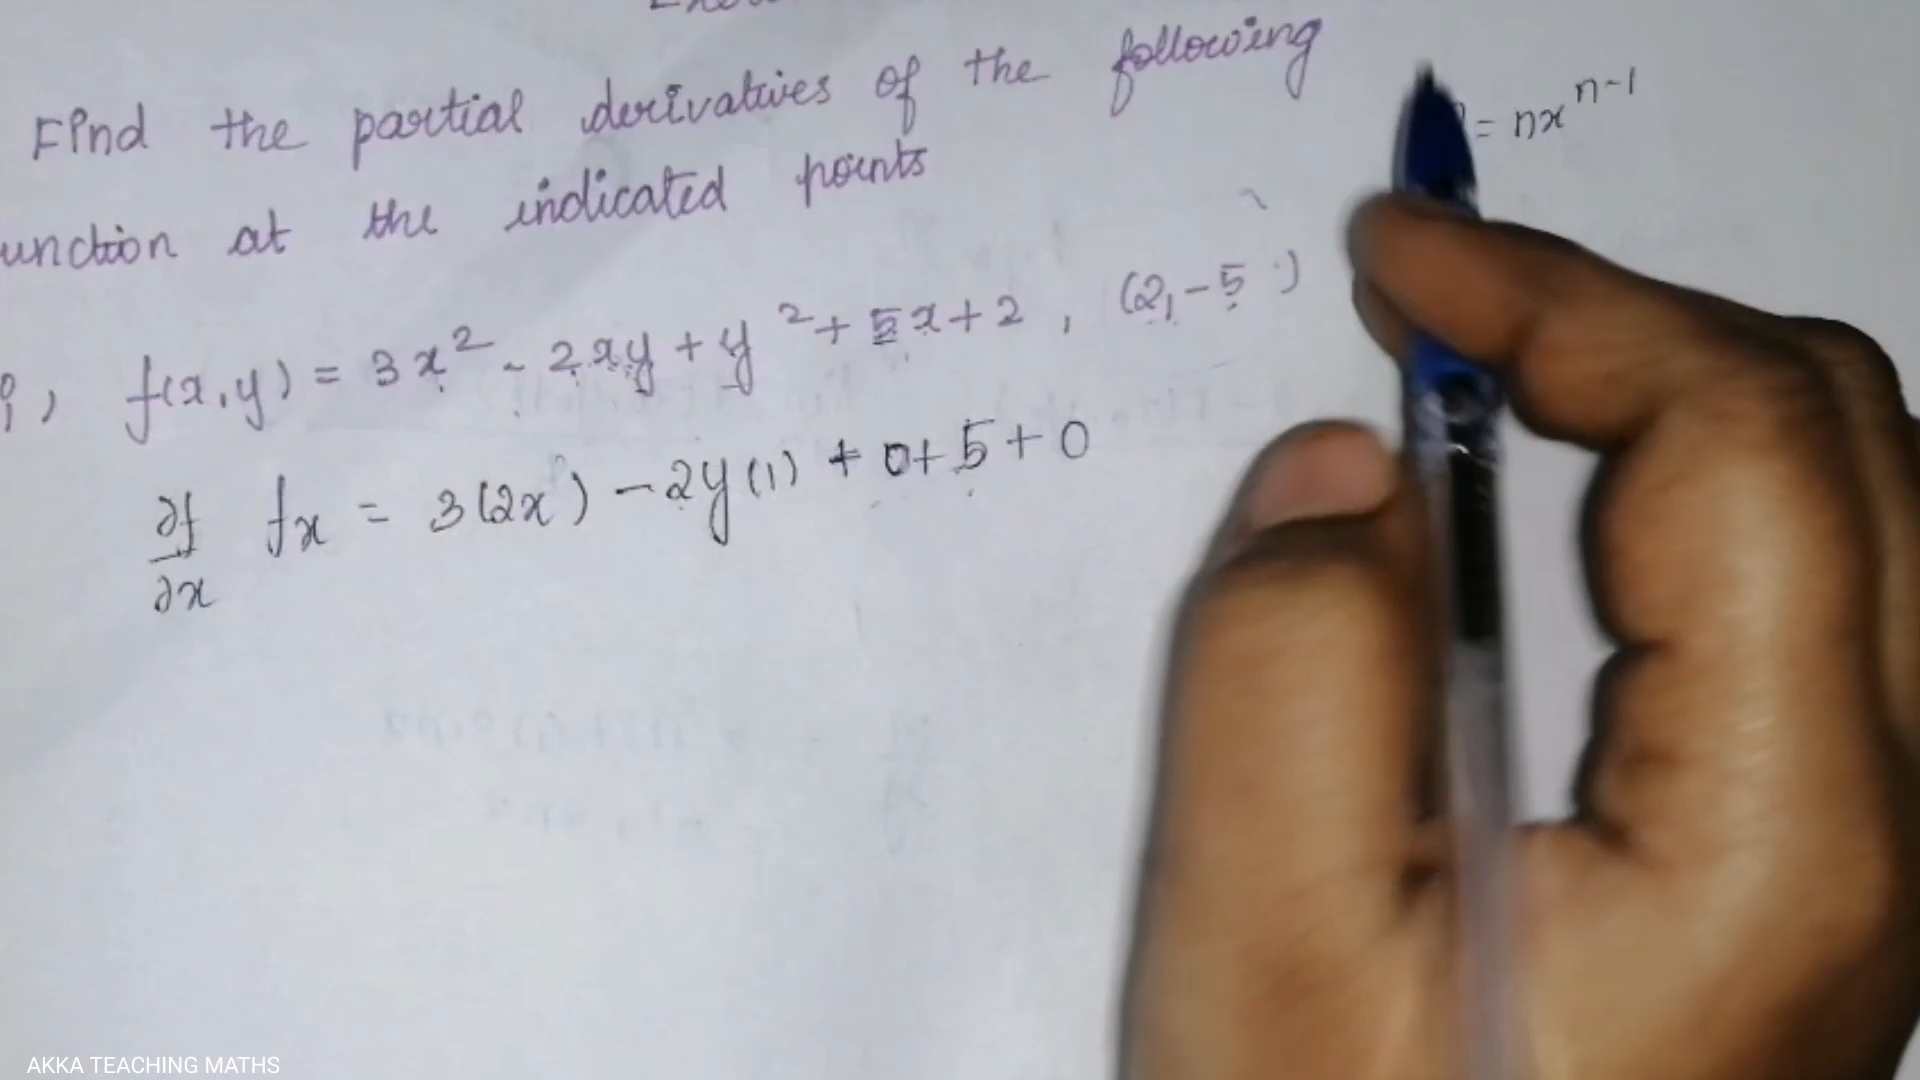 Find the partial derivatives of the following
unction at the indicated points
= nx^{n-1}
i, f(x,y) = 3x² - 2xy + y² + 5x + 2 , (2, -5)
∂f/∂x fx = 3(2x) - 2y(1) + 0 + 5 + 0
AKKA TEACHING MATHS